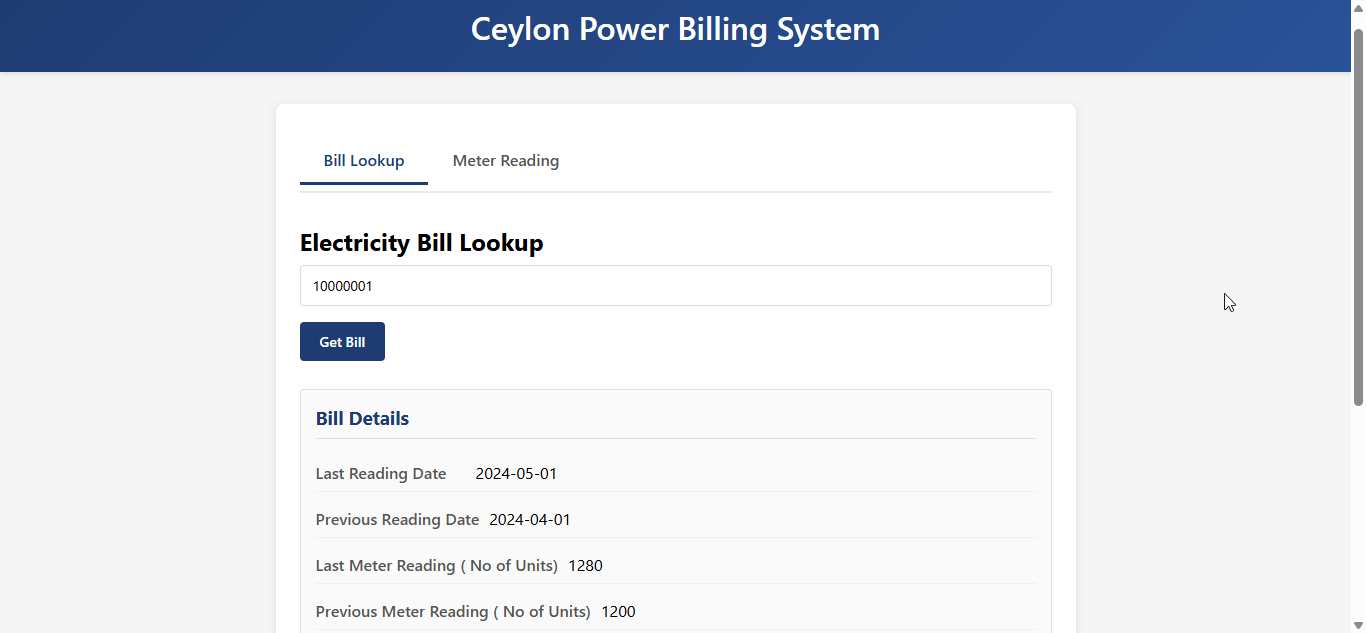 Ceylon Power Billing System
Bill Lookup Meter Reading
Electricity Bill Lookup
10000001
Get Bill
Bill Details
Last Reading Date 2024-05-01
Previous Reading Date 2024-04-01
Last Meter Reading ( No of Units) 1280
Previous Meter Reading ( No of Units) 1200